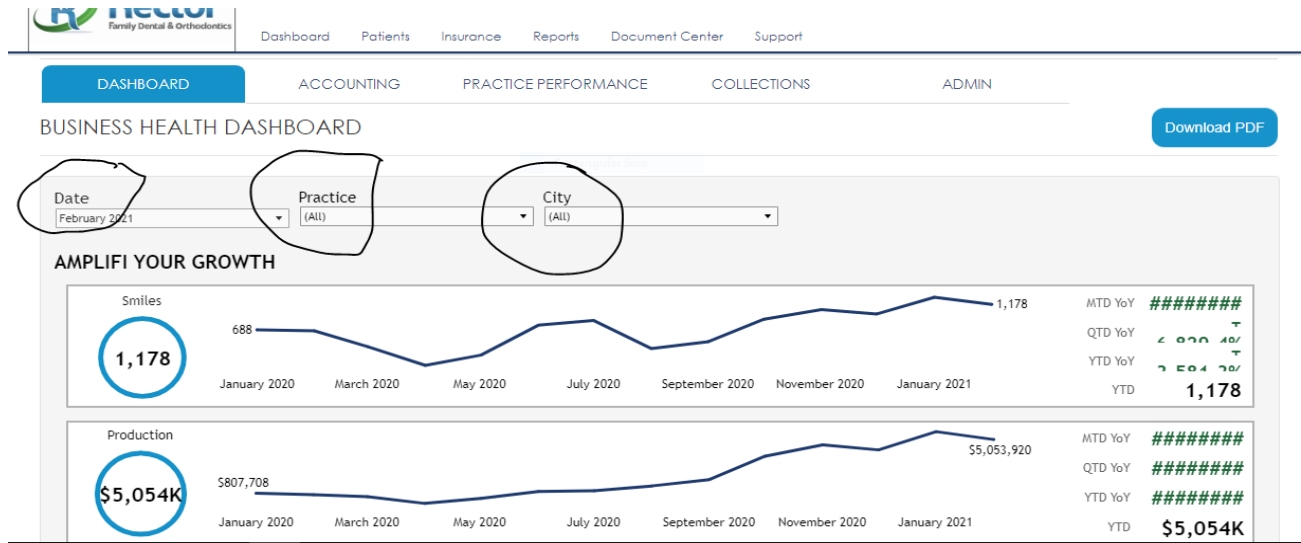 Rector
Family Dental & Orthodontics
Dashboard Patients Insurance Reports Document Center Support
DASHBOARD ACCOUNTING PRACTICE PERFORMANCE COLLECTIONS ADMIN
BUSINESS HEALTH DASHBOARD
Download PDF
Date Practice City
February 2021 (All) (All)
AMPLIFI YOUR GROWTH
Smiles
1,178
688
1,178
January 2020 March 2020 May 2020 July 2020 September 2020 November 2020 January 2021
MTD YoY ########
QTD YoY
YTD YoY
YTD 1,178
Production
$5,054K
$807,708
$5,053,920
January 2020 March 2020 May 2020 July 2020 September 2020 November 2020 January 2021
MTD YoY ########
QTD YoY ########
YTD YoY ########
YTD $5,054K